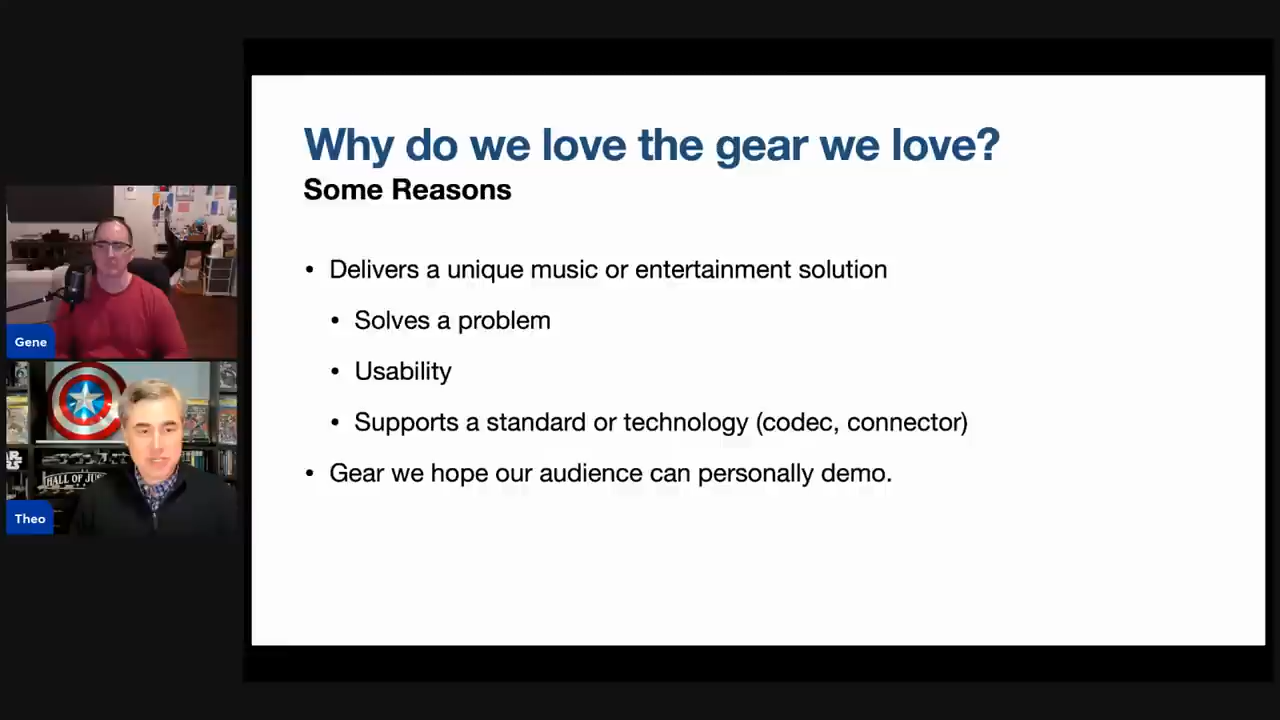 Why do we love the gear we love?
Some Reasons
• Delivers a unique music or entertainment solution
• Solves a problem
• Usability
• Supports a standard or technology (codec, connector)
• Gear we hope our audience can personally demo.
Gene
HALL OF JUS
Theo